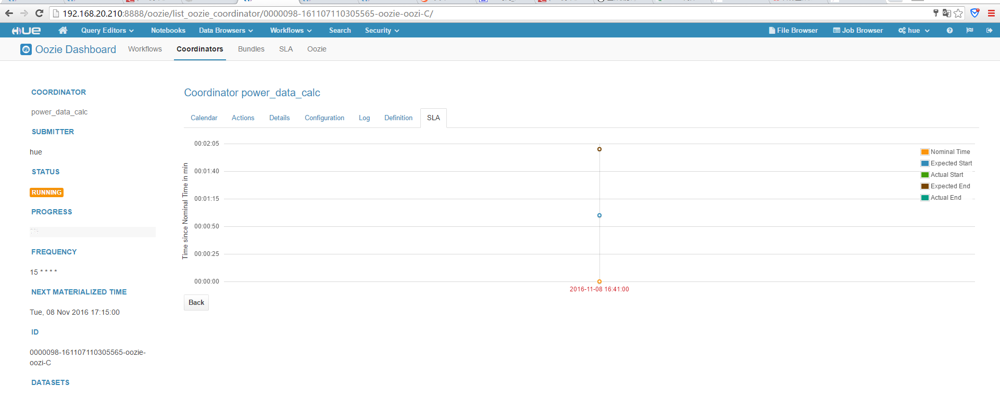 192.168.20.210:8888/oozie/list_oozie_coordinator/0000098-161107110305565-oozie-oozi-C/
HUE Query Editors Notebooks Data Browsers Workflows Search Security File Browser Job Browser hue
Oozie Dashboard Workflows Coordinators Bundles SLA Oozie
COORDINATOR
power_data_calc
SUBMITTER
hue
STATUS
RUNNING
PROGRESS
FREQUENCY
15 * * * *
NEXT MATERIALIZED TIME
Tue, 08 Nov 2016 17:15:00
ID
0000098-161107110305565-oozie-
oozi-C
DATASETS
Coordinator power_data_calc
Calendar Actions Details Configuration Log Definition SLA
Time since Nominal Time in min
00:02:05
00:01:40
00:01:15
00:00:50
00:00:25
00:00:00
2016-11-08 16:41:00
Nominal Time
Expected Start
Actual Start
Expected End
Actual End
Back